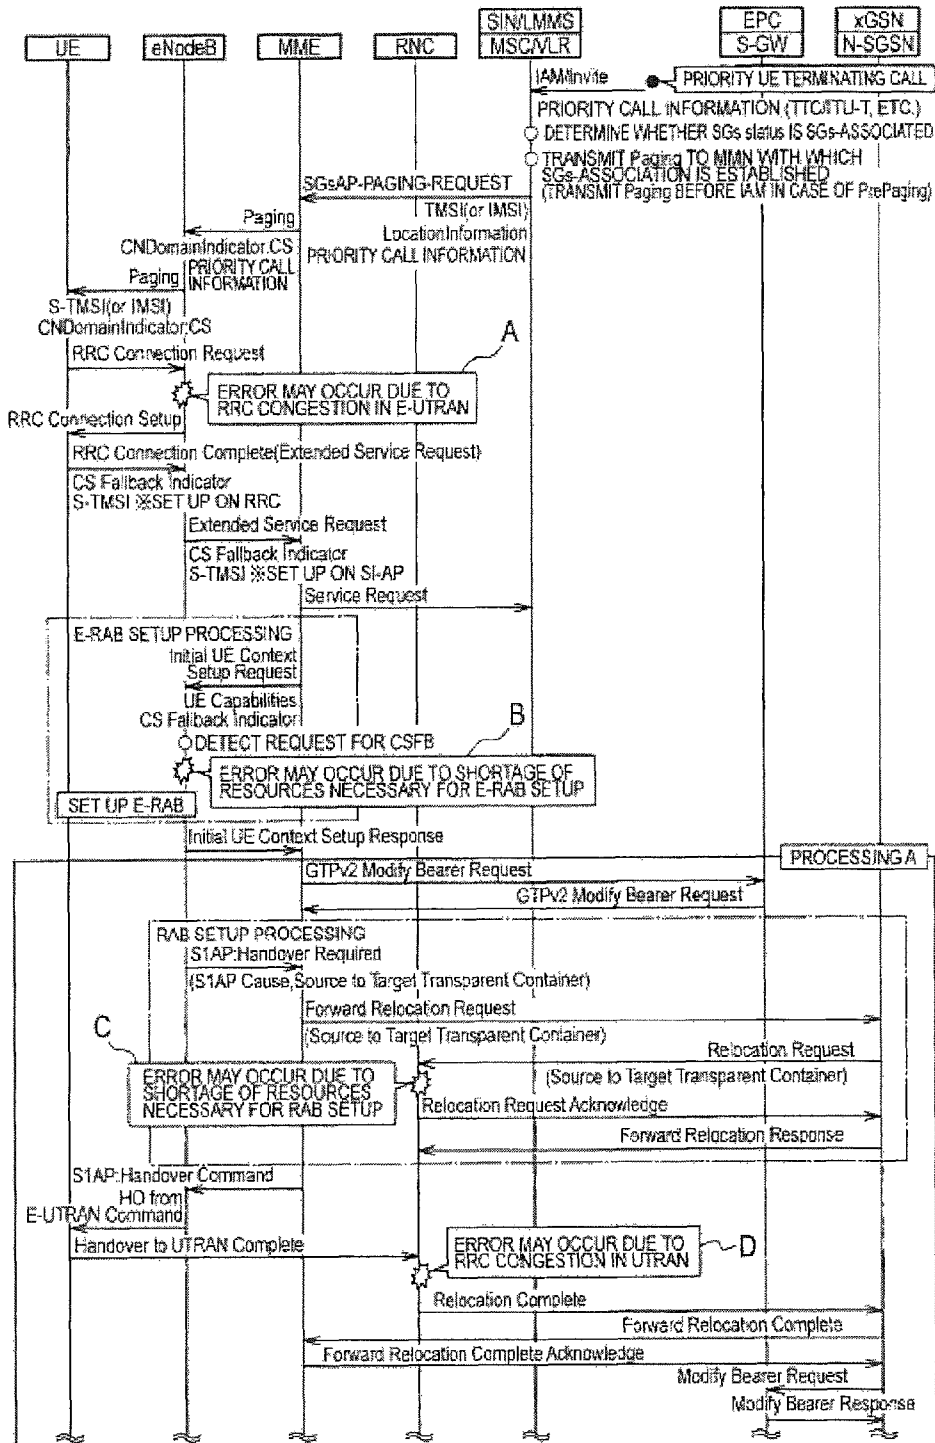 UE
eNodeB
MME
RNC
SIN/LMMS
MSC/VLR
EPC
S-GW
xGSN
N-SGSN
IAM/Invite
PRIORITY UE TERMINATING CALL
PRIORITY CALL INFORMATION (TTC/ITU-T, ETC.)
DETERMINE WHETHER SGs status IS SGs-ASSOCIATED
TRANSMIT Paging TO MMN WITH WHICH
SGs-ASSOCIATION IS ESTABLISHED
(TRANSMIT Paging BEFORE IAM IN CASE OF PrePaging)
SGsAP-PAGING-REQUEST
TMSI(or IMSI)
LocationInformation
PRIORITY CALL INFORMATION
Paging
CNDomainIndicator:CS
PRIORITY CALL
INFORMATION
Paging
S-TMSI(or IMSI)
CNDomainIndicator:CS
RRC Connection Request
A
ERROR MAY OCCUR DUE TO
RRC CONGESTION IN E-UTRAN
RRC Connection Setup
RRC Connection Complete(Extended Service Request)
CS Fallback Indicator
S-TMSI ※SET UP ON RRC
Extended Service Request
CS Fallback Indicator
S-TMSI ※SET UP ON SI-AP
Service Request
E-RAB SETUP PROCESSING
Initial UE Context
Setup Request
UE Capabilities
CS Fallback Indicator
DETECT REQUEST FOR CSFB
B
ERROR MAY OCCUR DUE TO SHORTAGE OF
RESOURCES NECESSARY FOR E-RAB SETUP
SET UP E-RAB
Initial UE Context Setup Response
PROCESSING A
GTPv2 Modify Bearer Request
GTPv2 Modify Bearer Request
RAB SETUP PROCESSING
S1AP:Handover Required
(S1AP Cause,Source to Target Transparent Container)
Forward Relocation Request
(Source to Target Transparent Container)
Relocation Request
(Source to Target Transparent Container)
C
ERROR MAY OCCUR DUE TO
SHORTAGE OF RESOURCES
NECESSARY FOR RAB SETUP
Relocation Request Acknowledge
Forward Relocation Response
S1AP:Handover Command
HO from
E-UTRAN Command
Handover to UTRAN Complete
ERROR MAY OCCUR DUE TO
RRC CONGESTION IN UTRAN
D
Relocation Complete
Forward Relocation Complete
Forward Relocation Complete Acknowledge
Modify Bearer Request
Modify Bearer Response